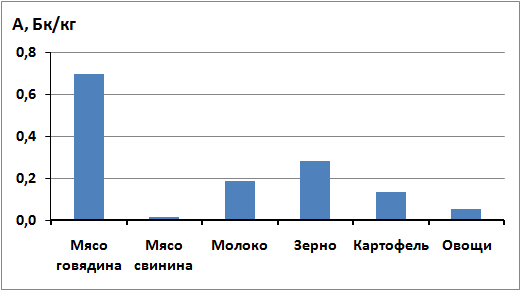 А, Бк/кг
0,8
0,6
0,4
0,2
0,0
Мясо говядина
Мясо свинина
Молоко
Зерно
Картофель
Овощи